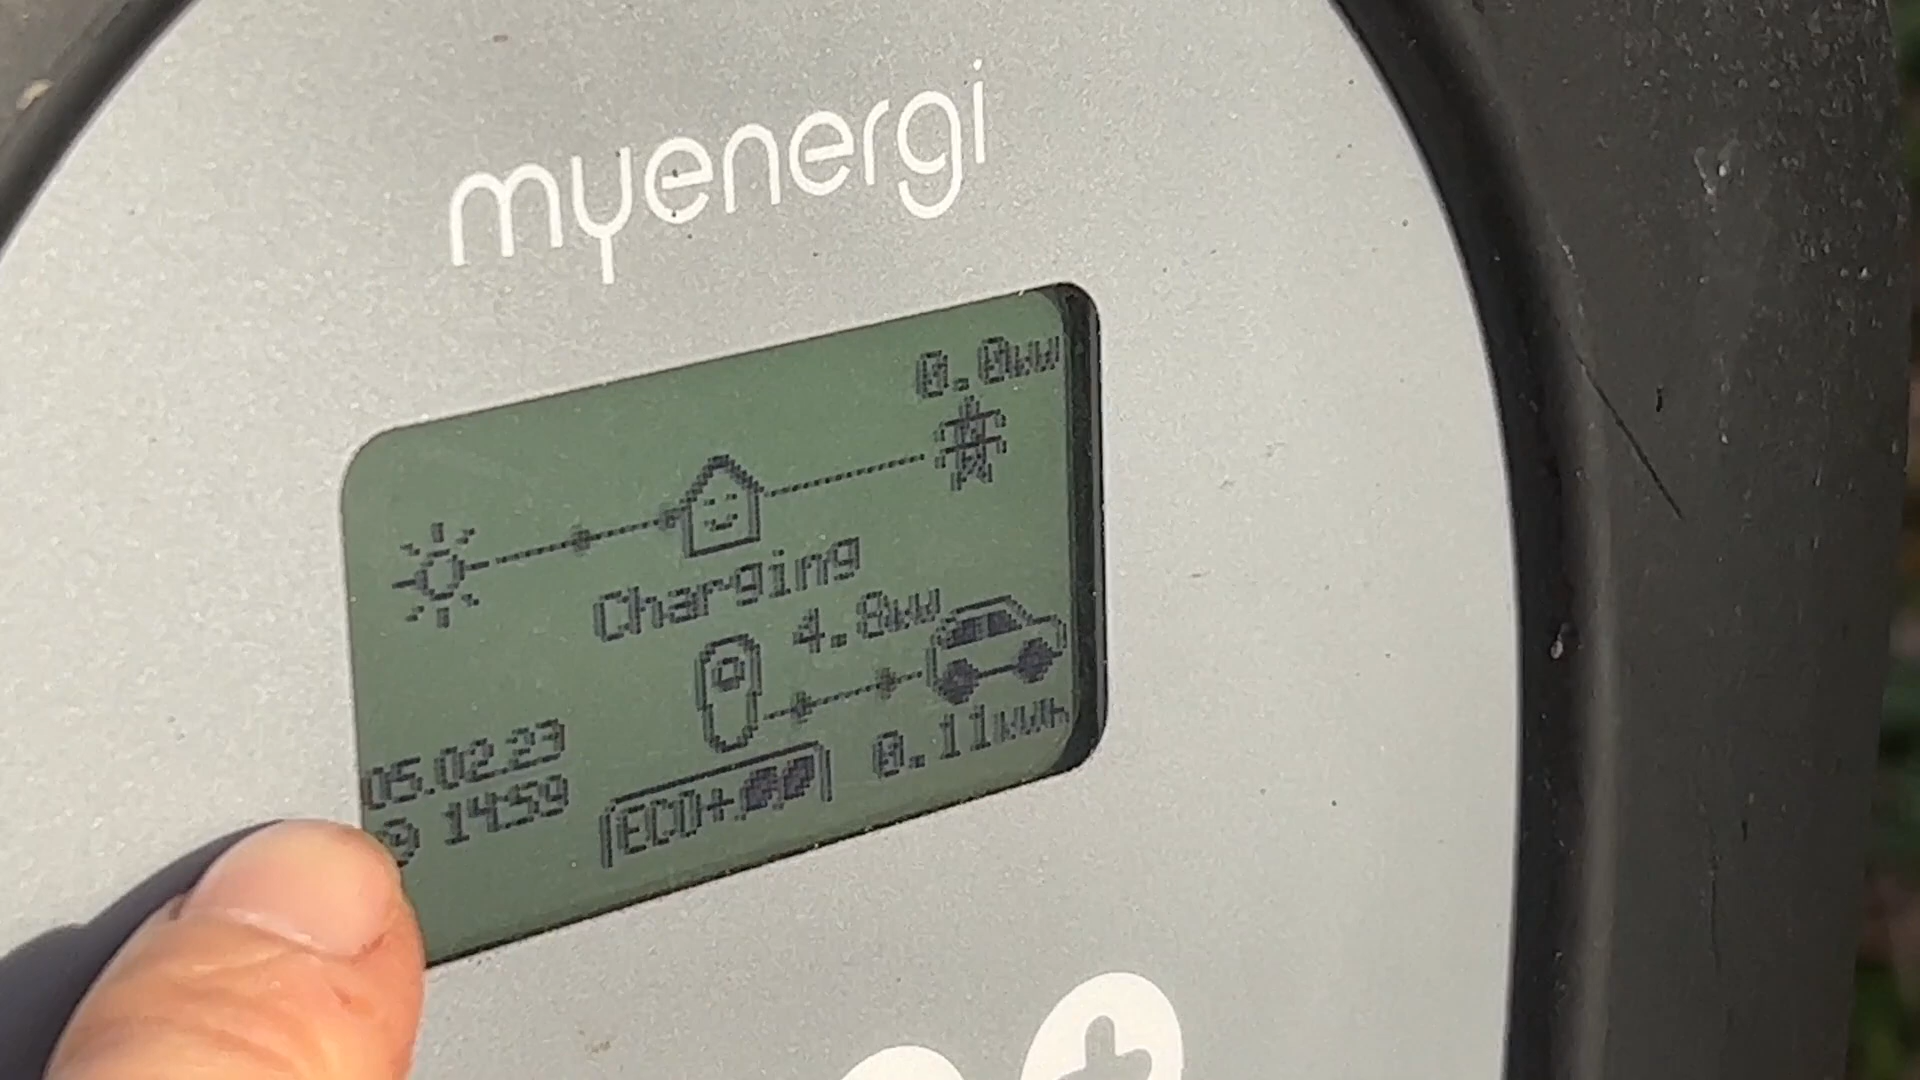 myenergi
0.0kW
Charging
4.8kW
05.02.23
0.11kWh
14:59
ECO+